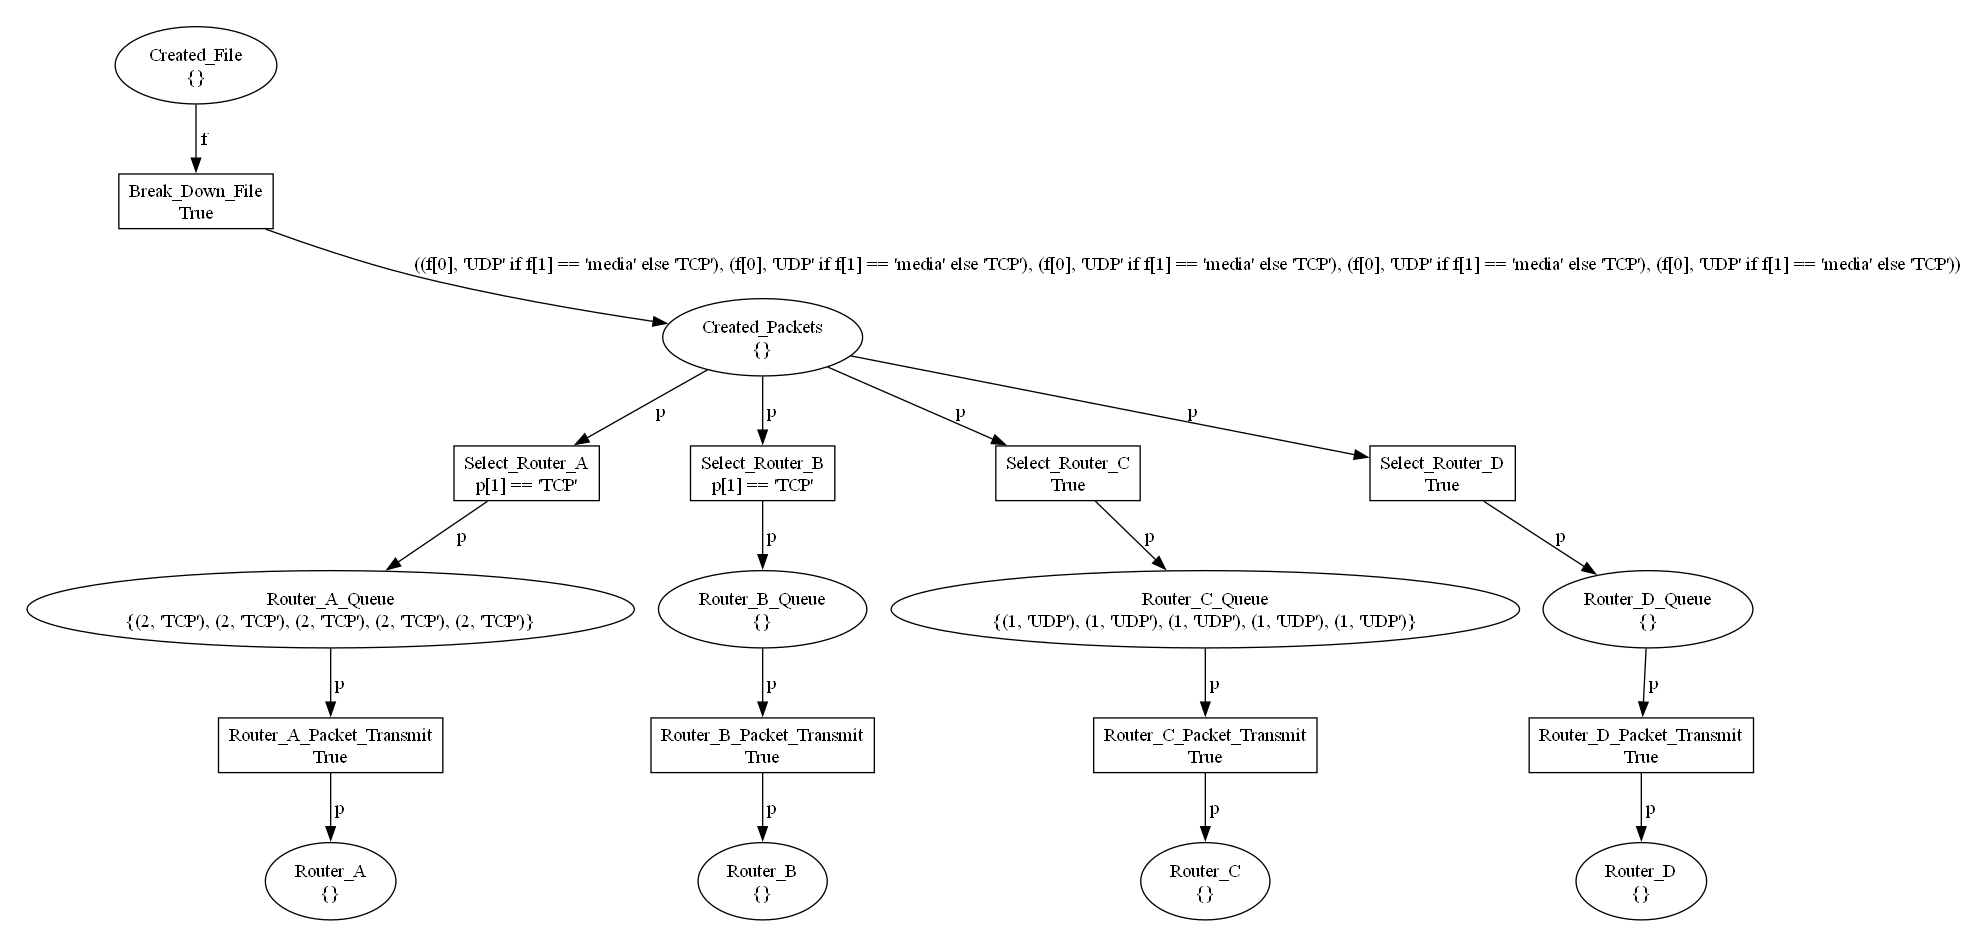 Created_File
{}
f
Break_Down_File
True
((f[0], 'UDP' if f[1] == 'media' else 'TCP'), (f[0], 'UDP' if f[1] == 'media' else 'TCP'), (f[0], 'UDP' if f[1] == 'media' else 'TCP'), (f[0], 'UDP' if f[1] == 'media' else 'TCP'), (f[0], 'UDP' if f[1] == 'media' else 'TCP'))
Created_Packets
{}
p
p
p
p
Select_Router_A
p[1] == 'TCP'
Select_Router_B
p[1] == 'TCP'
Select_Router_C
True
Select_Router_D
True
p
p
p
p
Router_A_Queue
{(2, 'TCP'), (2, 'TCP'), (2, 'TCP'), (2, 'TCP'), (2, 'TCP')}
Router_B_Queue
{}
Router_C_Queue
{(1, 'UDP'), (1, 'UDP'), (1, 'UDP'), (1, 'UDP'), (1, 'UDP')}
Router_D_Queue
{}
p
p
p
p
Router_A_Packet_Transmit
True
Router_B_Packet_Transmit
True
Router_C_Packet_Transmit
True
Router_D_Packet_Transmit
True
p
p
p
p
Router_A
{}
Router_B
{}
Router_C
{}
Router_D
{}